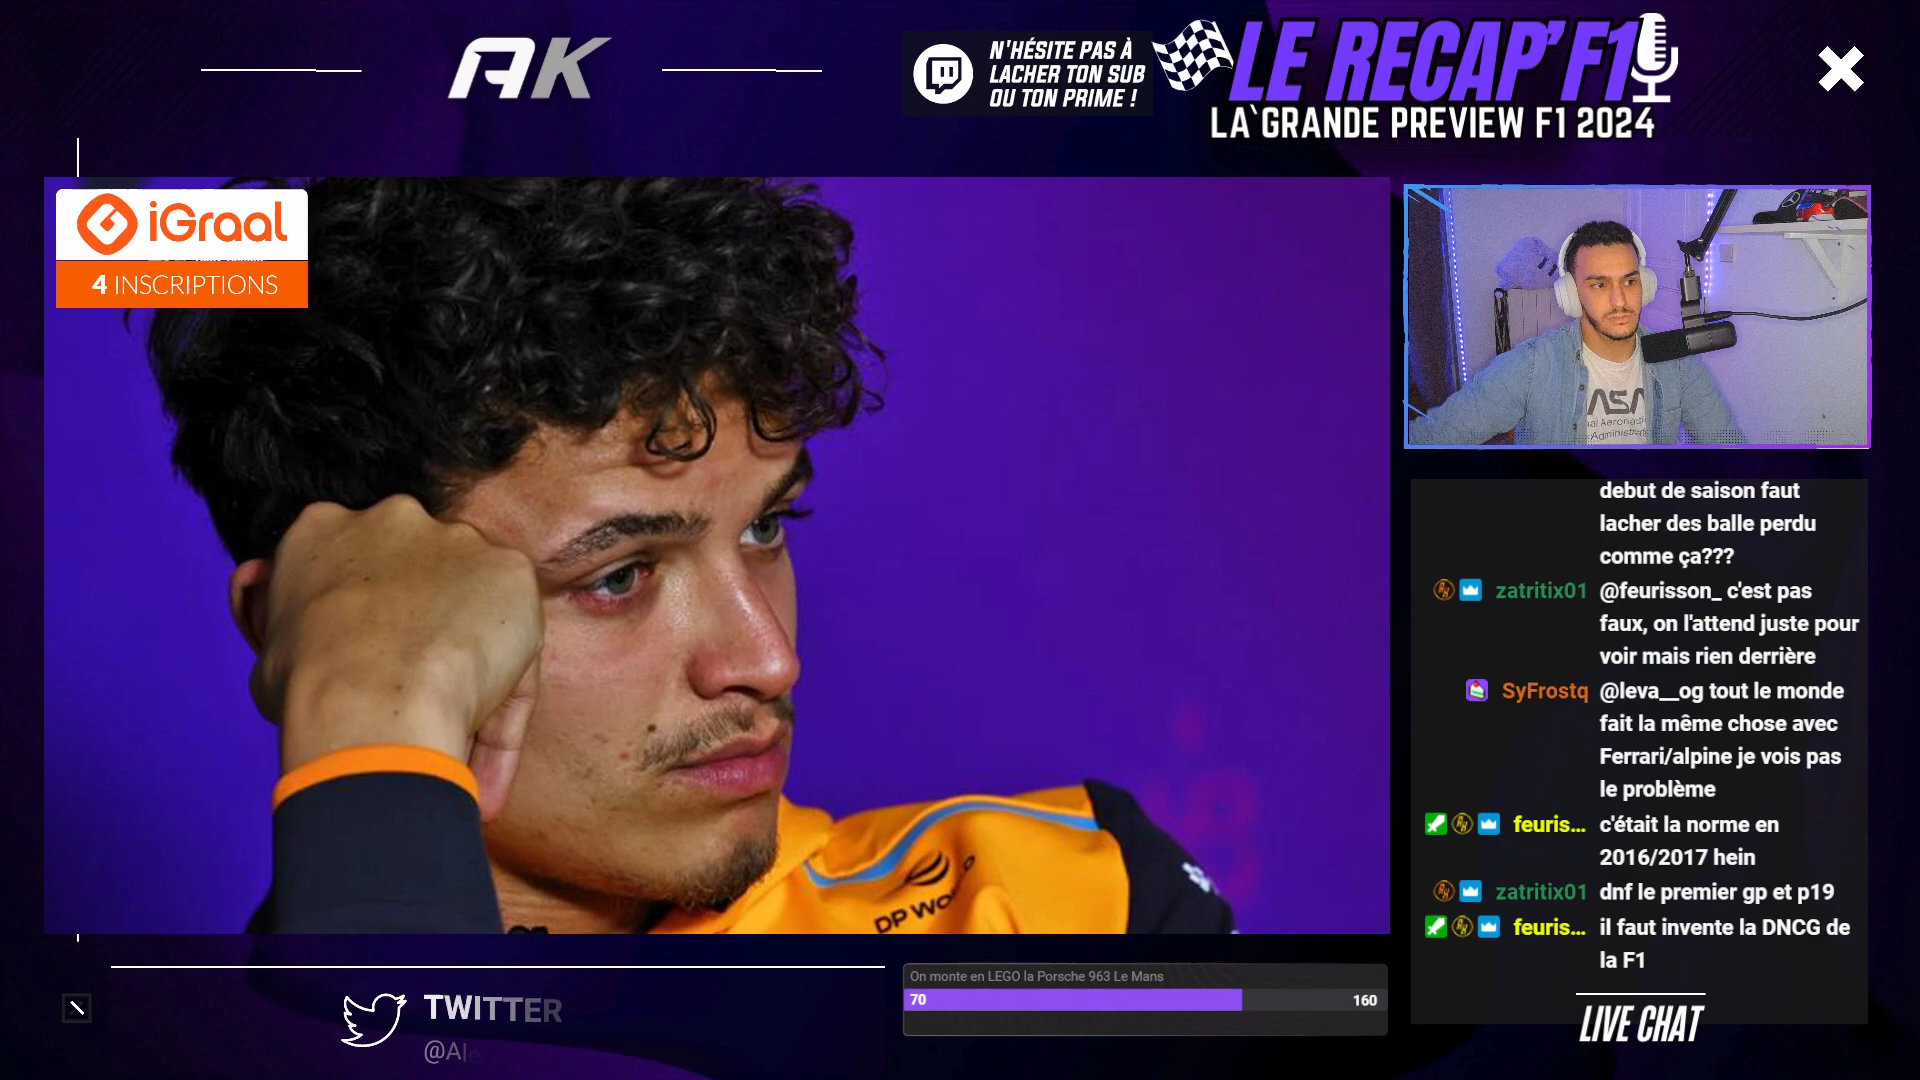 AK
N'HÉSITE PAS À
LACHER TON SUB
OU TON PRIME !
LE RECAP'F1
LA`GRANDE PREVIEW F1 2024
iGraal
4 INSCRIPTIONS
DP WO
debut de saison faut
lacher des balle perdu
comme ça???
zatritix01 @feurisson_ c'est pas
faux, on l'attend juste pour
voir mais rien derrière
SyFrostq @leva__og tout le monde
fait la même chose avec
Ferrari/alpine je vois pas
le problème
feuris... c'était la norme en
2016/2017 hein
zatritix01 dnf le premier gp et p19
feuris... il faut invente la DNCG de
la F1
LIVE CHAT
On monte en LEGO la Porsche 963 Le Mans
70 160
TWITTER
@Al